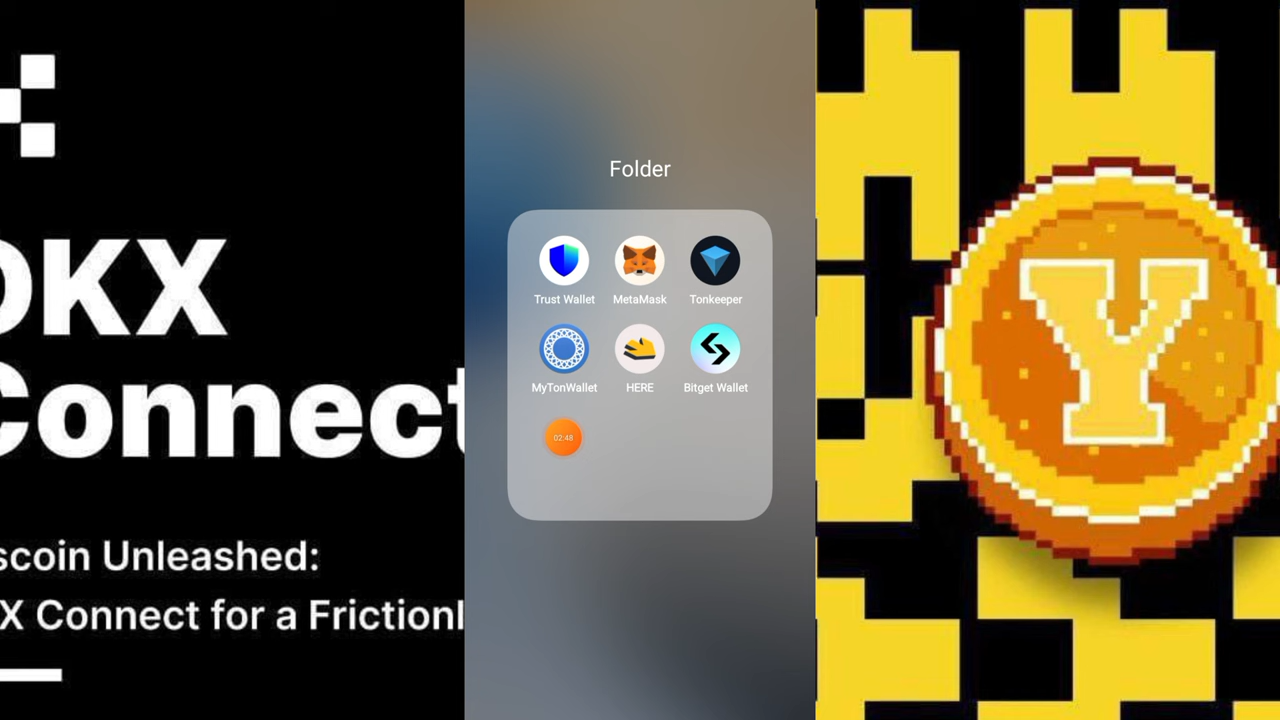 OKX
Connect
scoin Unleashed:
X Connect for a Frictionl
Folder
Trust Wallet
MetaMask
Tonkeeper
MyTonWallet
HERE
Bitget Wallet
02:48
Y